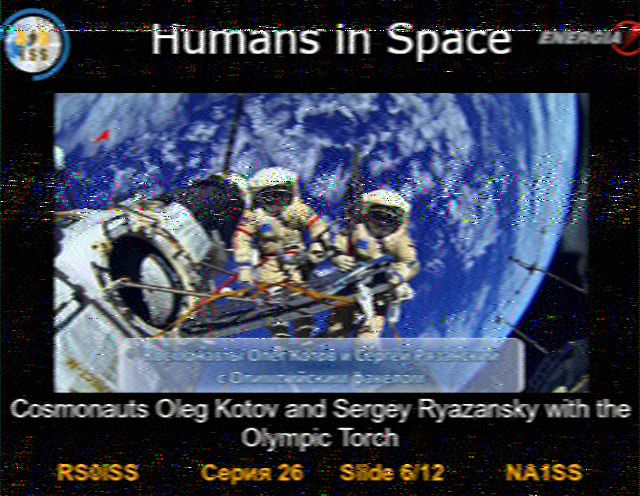 Humans in Space
ENERGIA
ISS
Космонавты Олег Котов и Сергей Рязанский
с Олимпийским факелом
Cosmonauts Oleg Kotov and Sergey Ryazansky with the
Olympic Torch
RS0ISS Серия 26 Slide 6/12 NA1SS